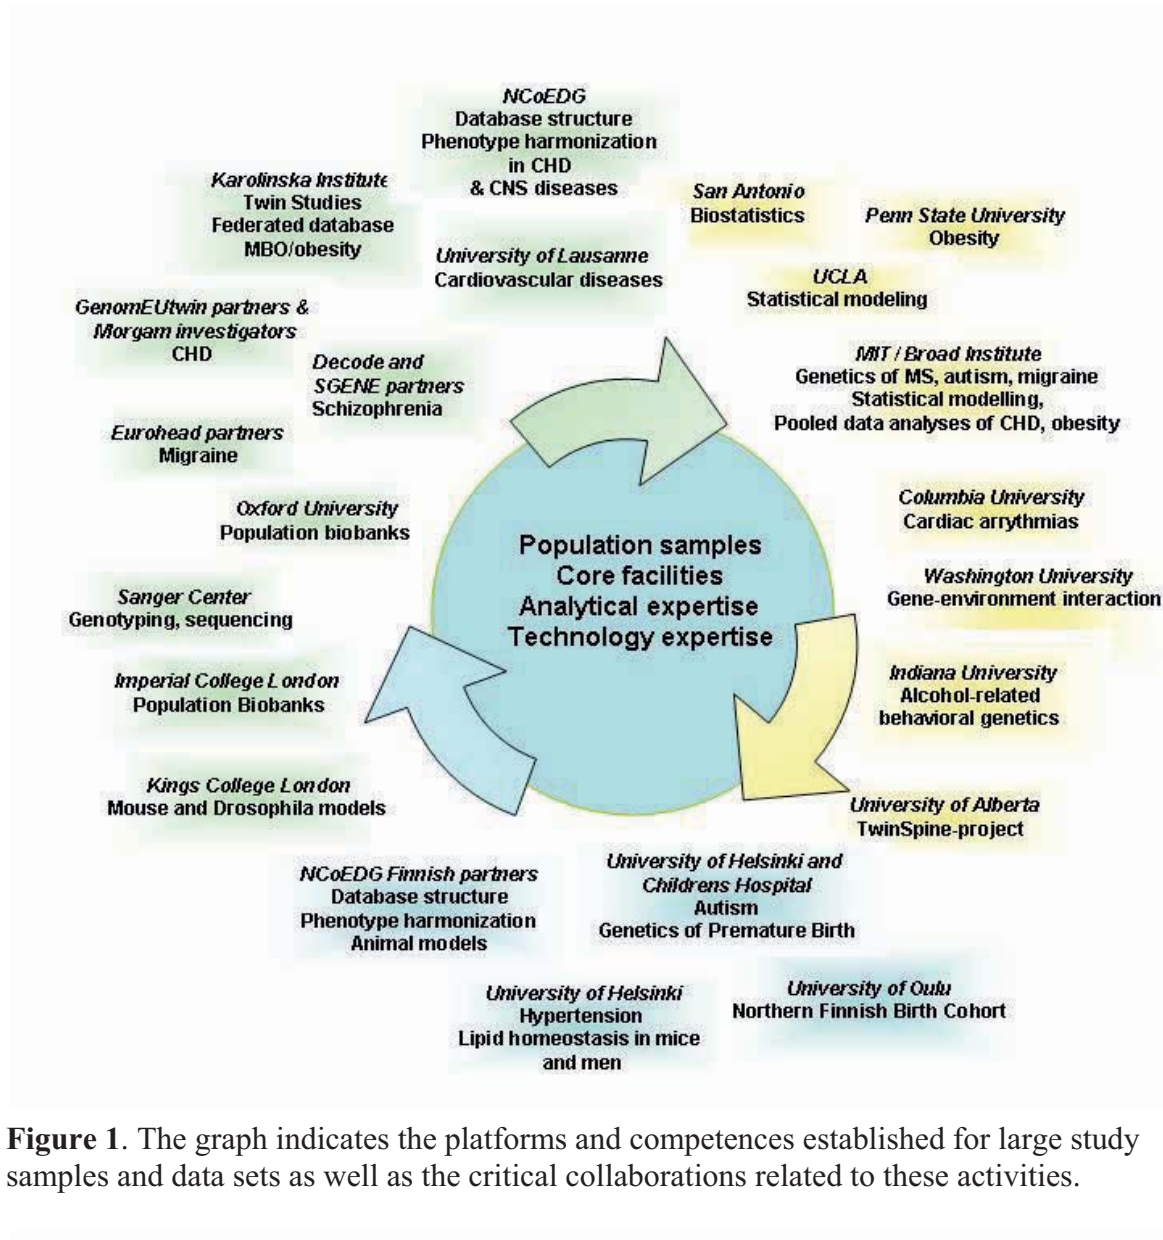 NCoEDG
Database structure
Phenotype harmonization
in CHD
& CNS diseases
Karolinska Institute
Twin Studies
Federated database
MBO/obesity
University of Lausanne
Cardiovascular diseases
San Antonio
Biostatistics
Penn State University
Obesity
UCLA
Statistical modeling
GenomEUtwin partners &
Morgam investigators
CHD
Decode and
SGENE partners
Schizophrenia
MIT / Broad Institute
Genetics of MS, autism, migraine
Statistical modelling,
Pooled data analyses of CHD, obesity
Eurohead partners
Migraine
Oxford University
Population biobanks
Columbia University
Cardiac arrythmias
Population samples
Core facilities
Analytical expertise
Technology expertise
Washington University
Gene-environment interaction
Sanger Center
Genotyping, sequencing
Imperial College London
Population Biobanks
Indiana University
Alcohol-related
behavioral genetics
Kings College London
Mouse and Drosophila models
University of Alberta
TwinSpine-project
NCoEDG Finnish partners
Database structure
Phenotype harmonization
Animal models
University of Helsinki and
Childrens Hospital
Autism
Genetics of Premature Birth
University of Helsinki
Hypertension
Lipid homeostasis in mice
and men
University of Oulu
Northern Finnish Birth Cohort
Figure 1. The graph indicates the platforms and competences established for large study
samples and data sets as well as the critical collaborations related to these activities.